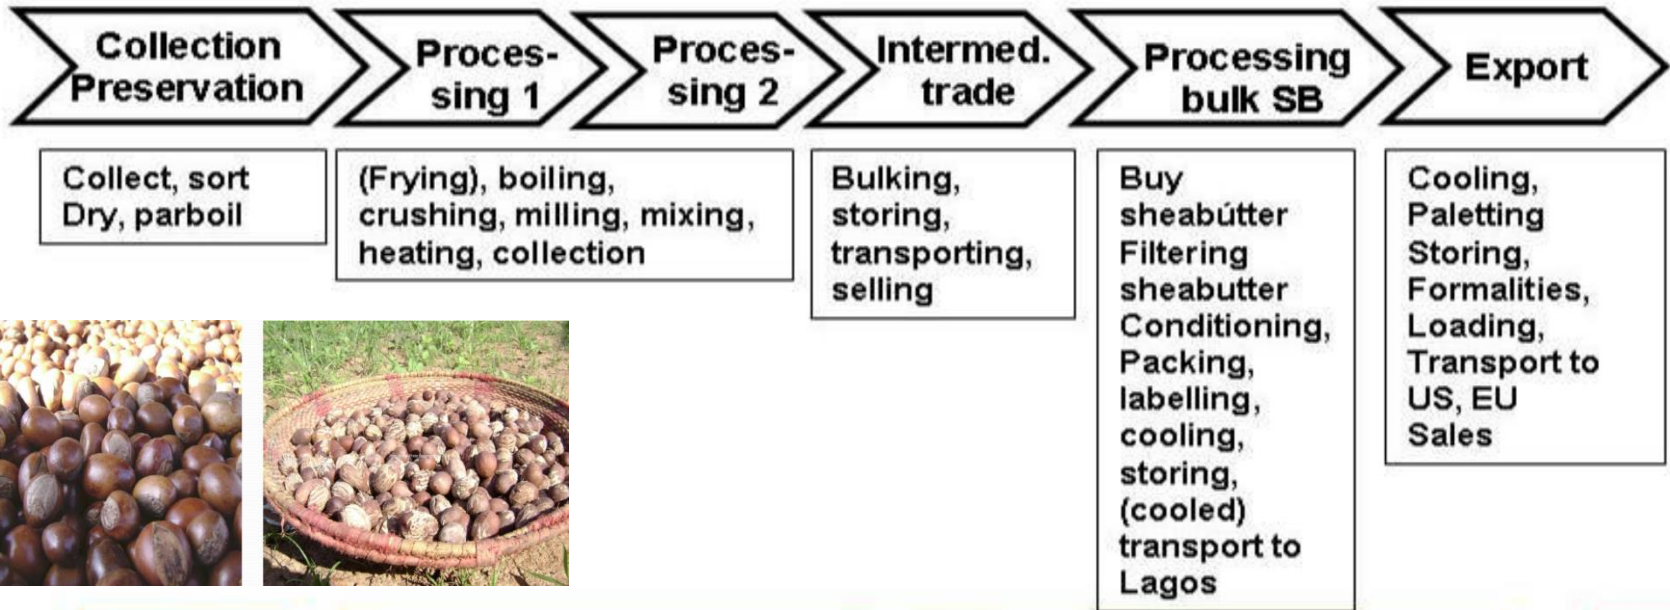 Collection
Preservation
Proces-
sing 1
Proces-
sing 2
Intermed.
trade
Processing
bulk SB
Export
Collect, sort
Dry, parboil
(Frying), boiling,
crushing, milling, mixing,
heating, collection
Bulking,
storing,
transporting,
selling
Buy
sheabútter
Filtering
sheabutter
Conditioning,
Packing,
labelling,
cooling,
storing,
(cooled)
transport to
Lagos
Cooling,
Paletting
Storing,
Formalities,
Loading,
Transport to
US, EU
Sales